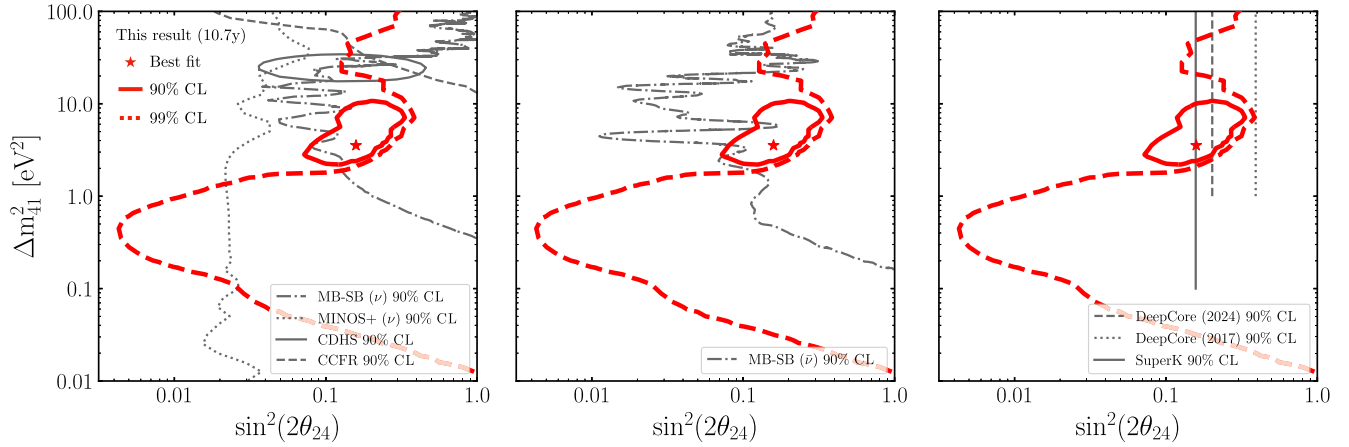 100.0
10.0
1.0
0.1
0.01
Δm²₄₁ [eV²]
This result (10.7y)
Best fit
90% CL
99% CL
MB-SB (ν) 90% CL
MINOS+ (ν) 90% CL
CDHS 90% CL
CCFR 90% CL
0.01 0.1 1.0
sin²(2θ₂₄)
MB-SB (ν̄) 90% CL
0.01 0.1 1.0
sin²(2θ₂₄)
DeepCore (2024) 90% CL
DeepCore (2017) 90% CL
SuperK 90% CL
0.01 0.1 1.0
sin²(2θ₂₄)